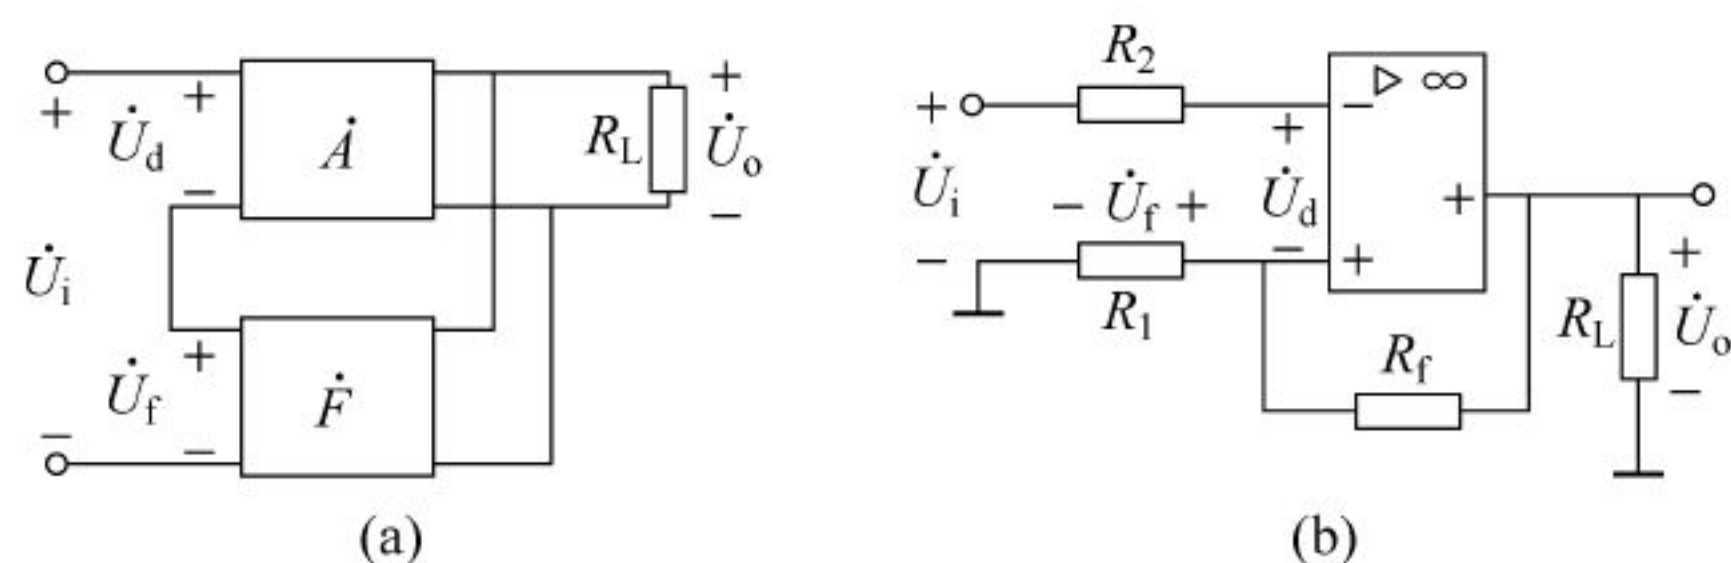 + U̇d + Ȧ RL + U̇o
− −
U̇i
U̇f + Ḟ
− −
(a)
R2
+ − ▷ ∞
U̇i − U̇f + + U̇d − + +
− R1
Rf
RL + U̇o −
(b)